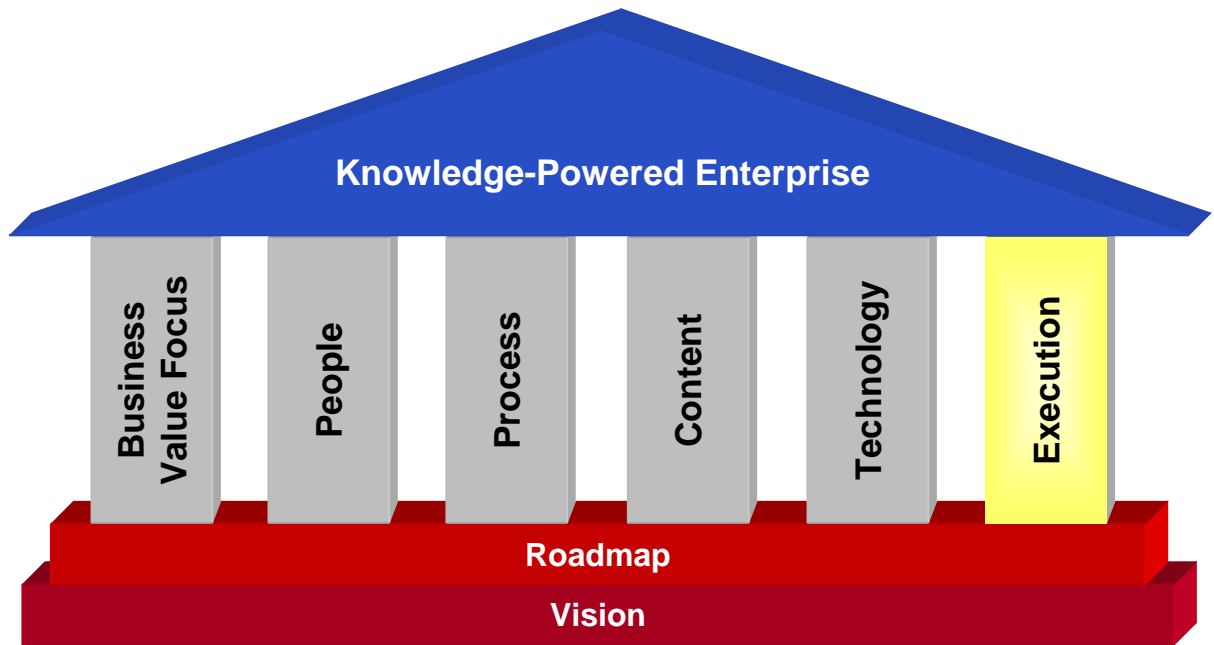 Knowledge-Powered Enterprise
Business
Value Focus
People
Process
Content
Technology
Execution
Roadmap
Vision